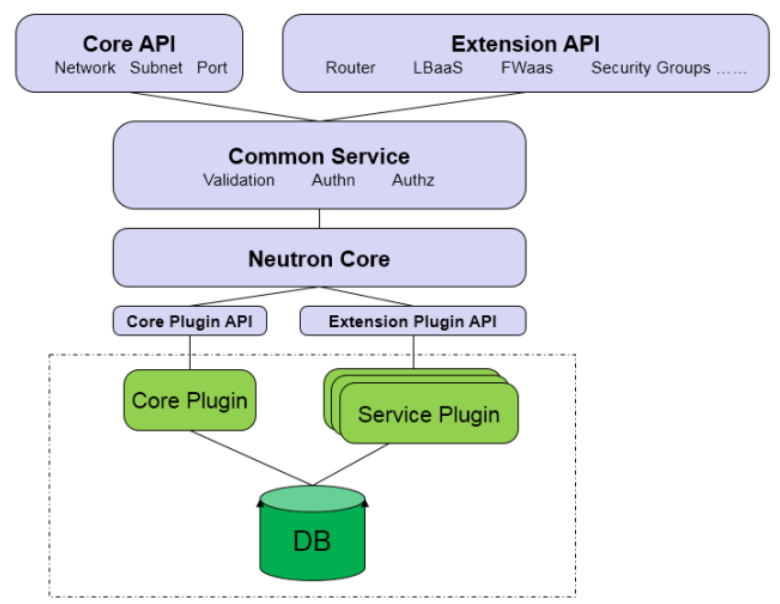 Core API
Network Subnet Port
Extension API
Router LBaaS FWaas Security Groups ……
Common Service
Validation Authn Authz
Neutron Core
Core Plugin API
Extension Plugin API
Core Plugin
Service Plugin
DB